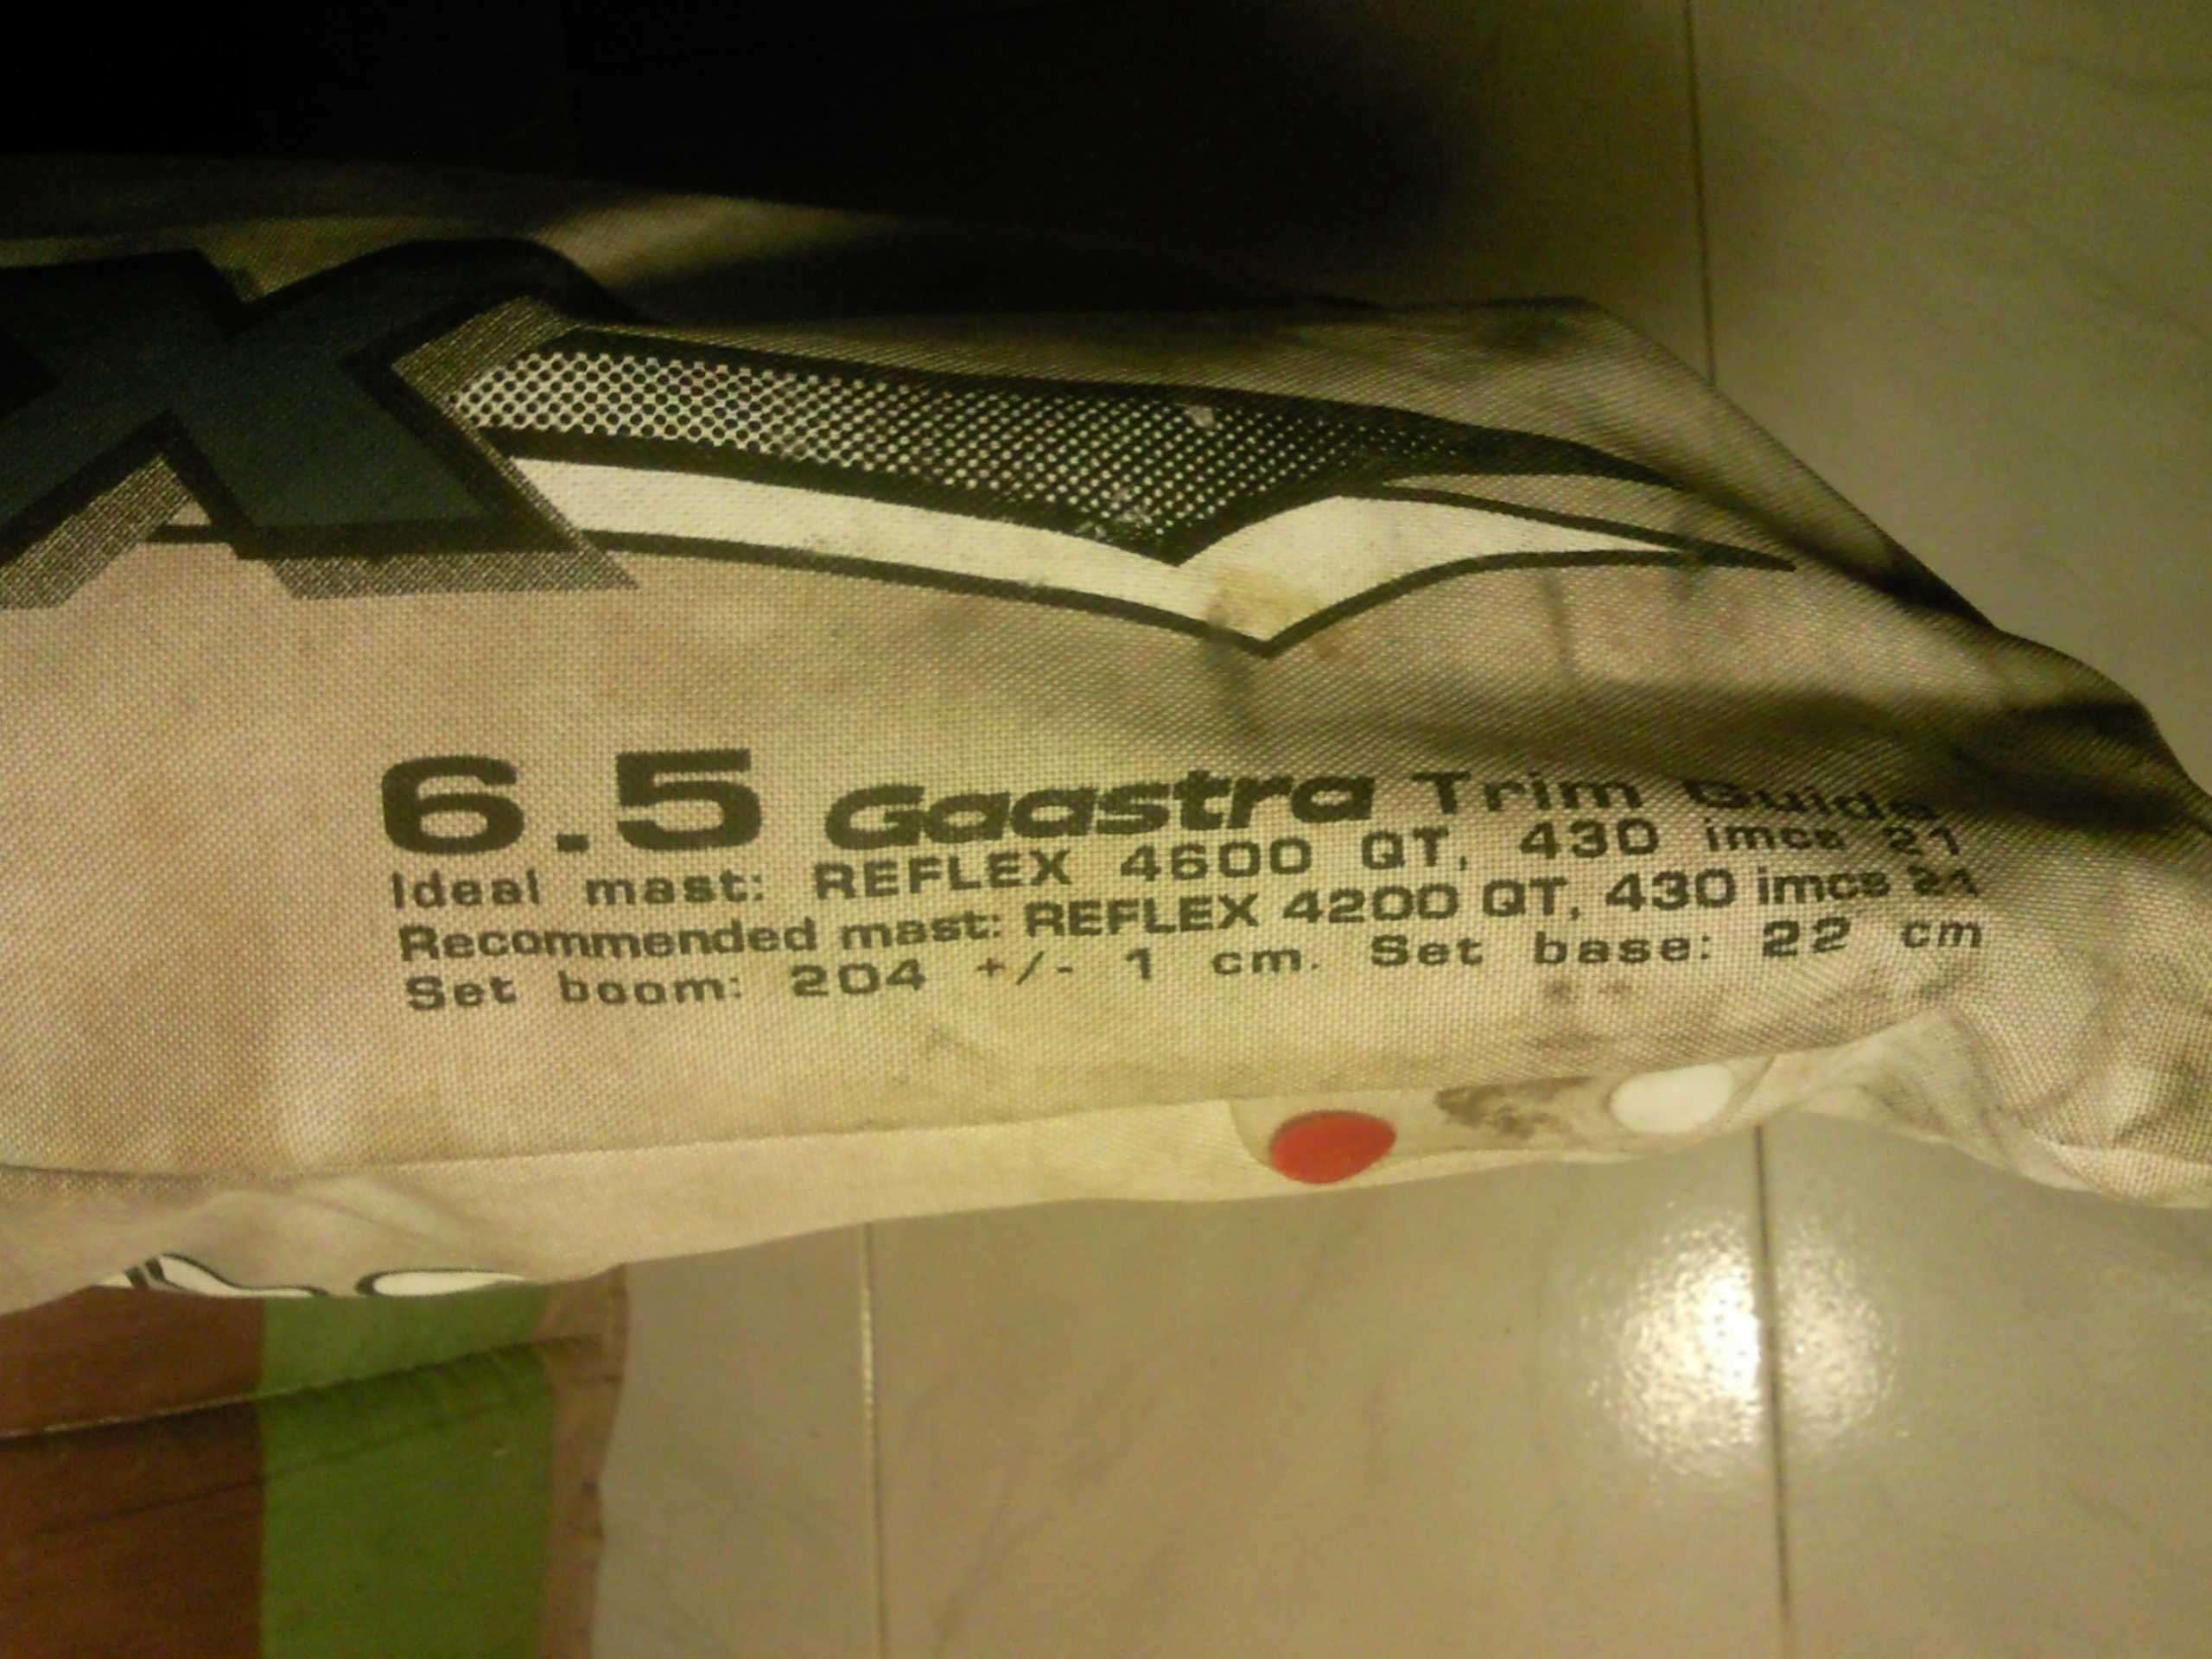 X
6.5 Gaastra Trim Guide
Ideal mast: REFLEX 4600 QT, 430 imcs 21
Recommended mast: REFLEX 4200 QT, 430 imcs 21
Set boom: 204 +/- 1 cm. Set base: 22 cm